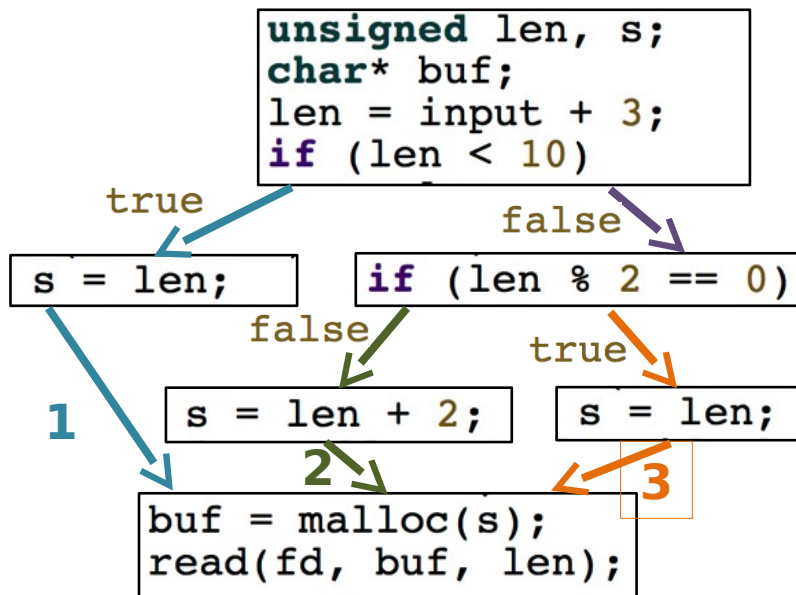 unsigned len, s;
char* buf;
len = input + 3;
if (len < 10)
true
false
s = len;
if (len % 2 == 0)
false
true
1
s = len + 2;
s = len;
2
3
buf = malloc(s);
read(fd, buf, len);